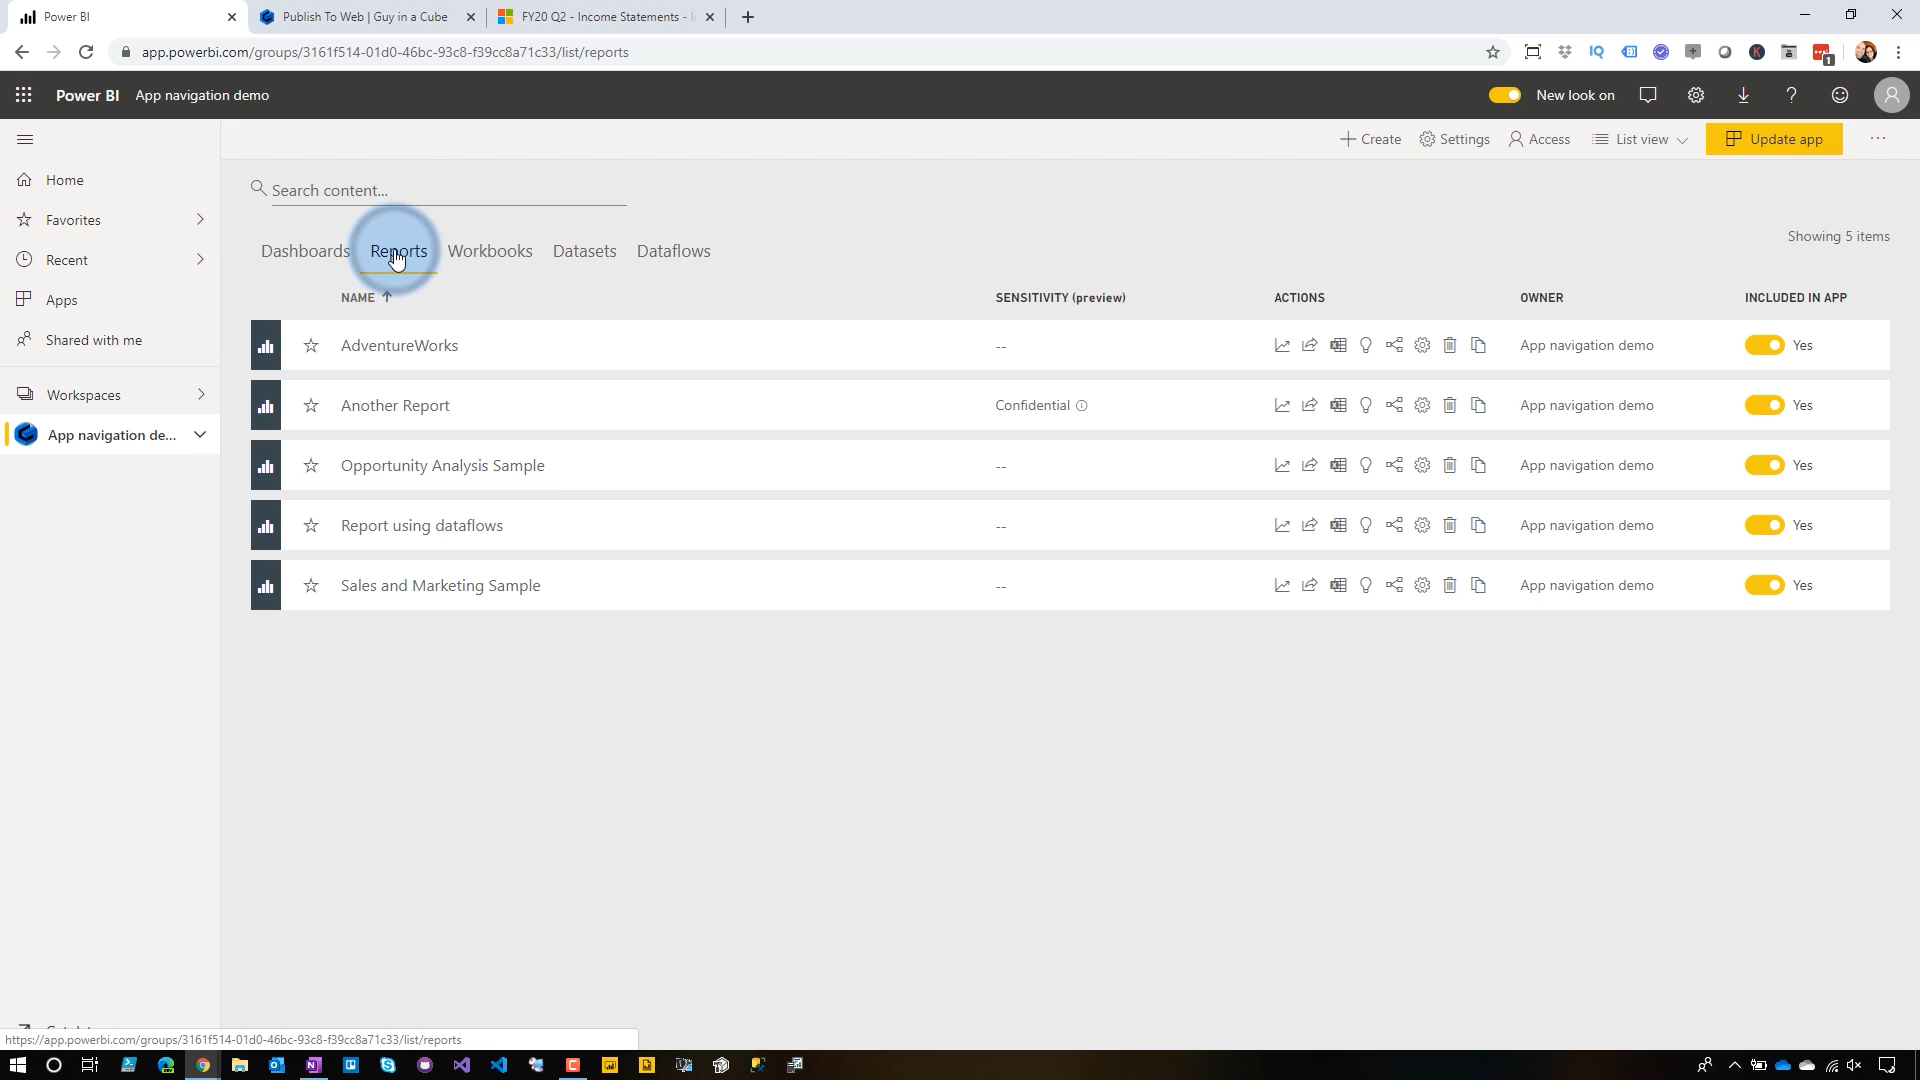 Power BI
Publish To Web | Guy in a Cube
FY20 Q2 - Income Statements -
app.powerbi.com/groups/3161f514-01d0-46bc-93c8-f39cc8a71c33/list/reports
IQ
K
1
Power BI App navigation demo
New look on
Create
Settings
Access
List view
Update app
Home
Favorites
Recent
Apps
Shared with me
Workspaces
App navigation de...
Search content...
Showing 5 items
Dashboards Reports Workbooks Datasets Dataflows
NAME SENSITIVITY (preview) ACTIONS OWNER INCLUDED IN APP
AdventureWorks -- App navigation demo Yes
Another Report Confidential App navigation demo Yes
Opportunity Analysis Sample -- App navigation demo Yes
Report using dataflows -- App navigation demo Yes
Sales and Marketing Sample -- App navigation demo Yes
https://app.powerbi.com/groups/3161f514-01d0-46bc-93c8-f39cc8a71c33/list/reports